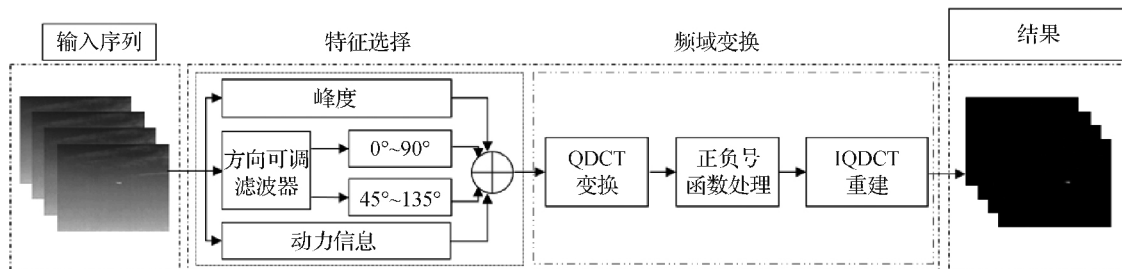 输入序列
特征选择
频域变换
结果
峰度
方向可调
滤波器
0°~90°
45°~135°
动力信息
QDCT
变换
正负号
函数处理
IQDCT
重建